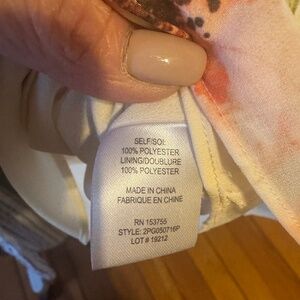 SELF/SOI:
100% POLYESTER
LINING/DOUBLURE
100% POLYESTER
MADE IN CHINA
FABRIQUE EN CHINE
RN 153755
STYLE: 2PG050716P
LOT # 19212